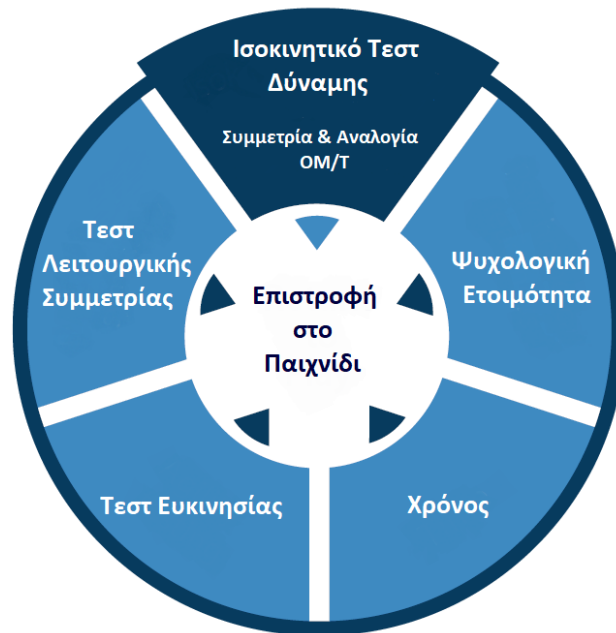 Ισοκινητικό Τεστ
Δύναμης
Συμμετρία & Αναλογία
ΟΜ/Τ
Τεστ
Λειτουργικής
Συμμετρίας
Ψυχολογική
Ετοιμότητα
Επιστροφή
στο
Παιχνίδι
Τεστ Ευκινησίας
Χρόνος